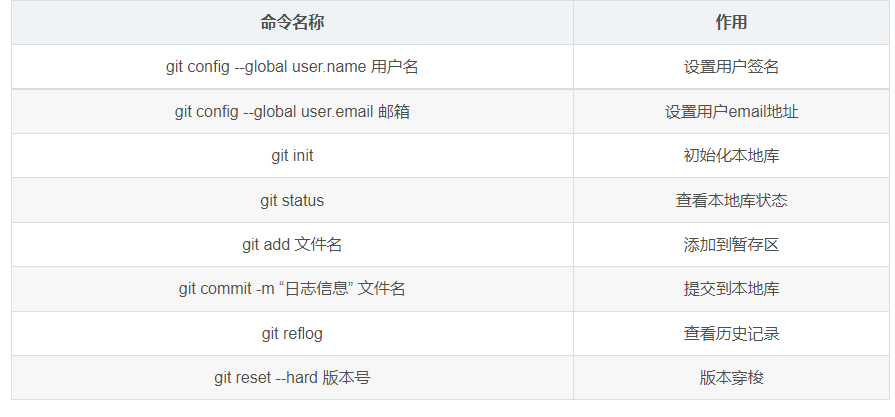 命令名称 作用
git config --global user.name 用户名 设置用户签名
git config --global user.email 邮箱 设置用户email地址
git init 初始化本地库
git status 查看本地库状态
git add 文件名 添加到暂存区
git commit -m “日志信息” 文件名 提交到本地库
git reflog 查看历史记录
git reset --hard 版本号 版本穿梭